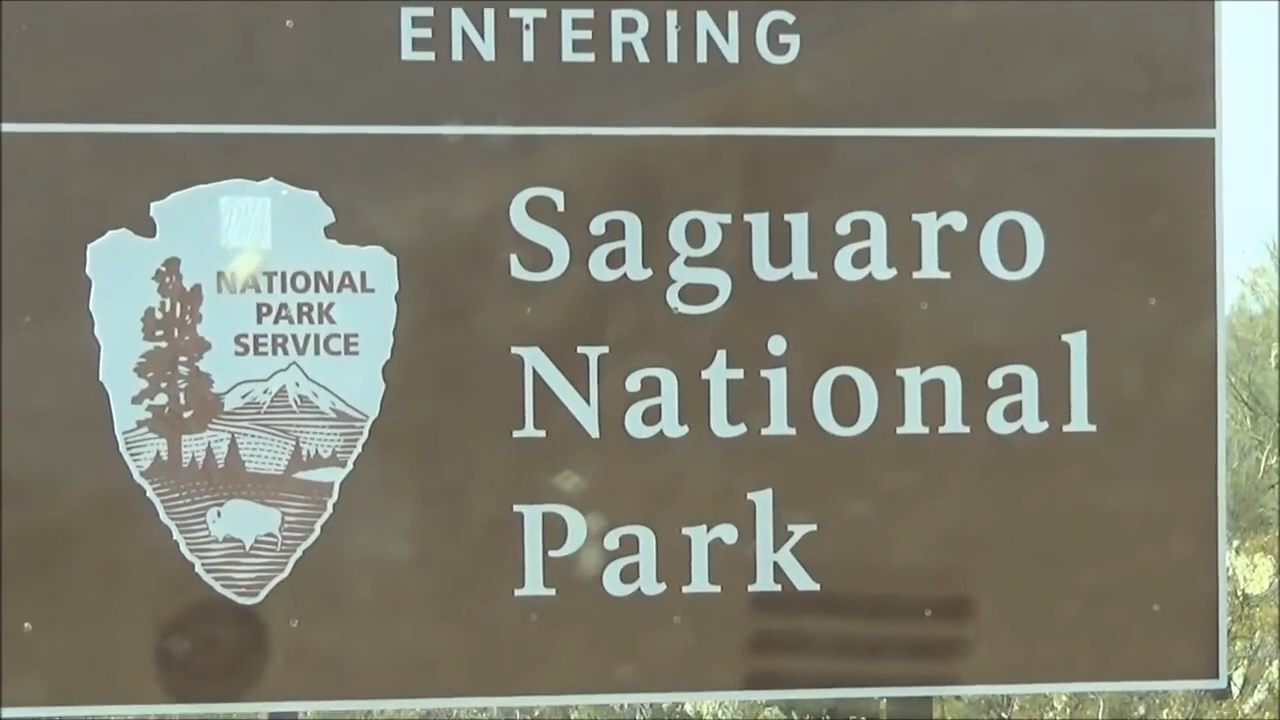 ENTERING
NATIONAL
PARK
SERVICE
Saguaro
National
Park